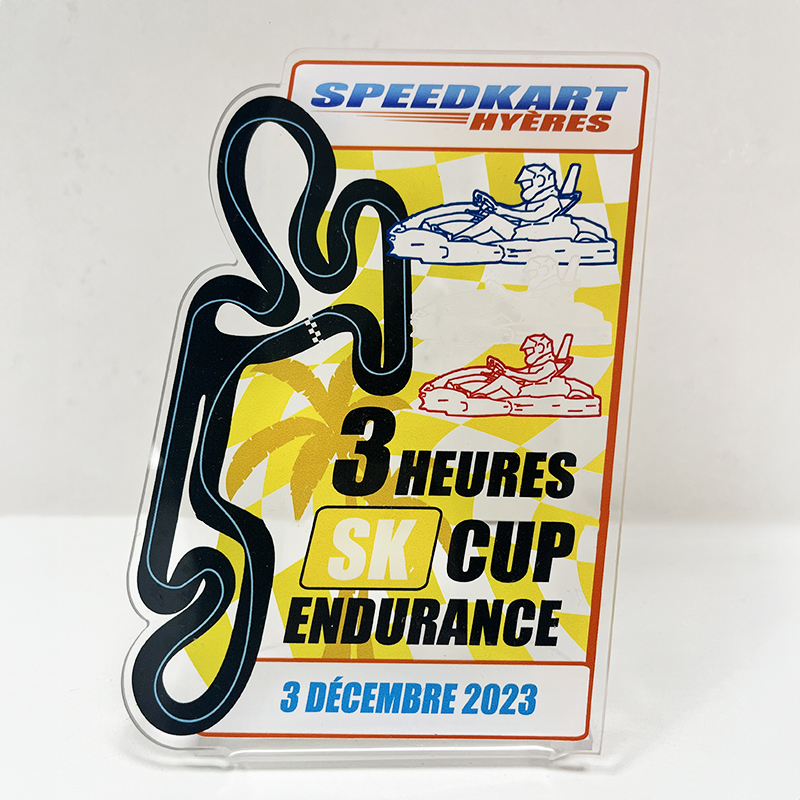 SPEEDKART
HYÈRES
3 HEURES
SK CUP
ENDURANCE
3 DÉCEMBRE 2023